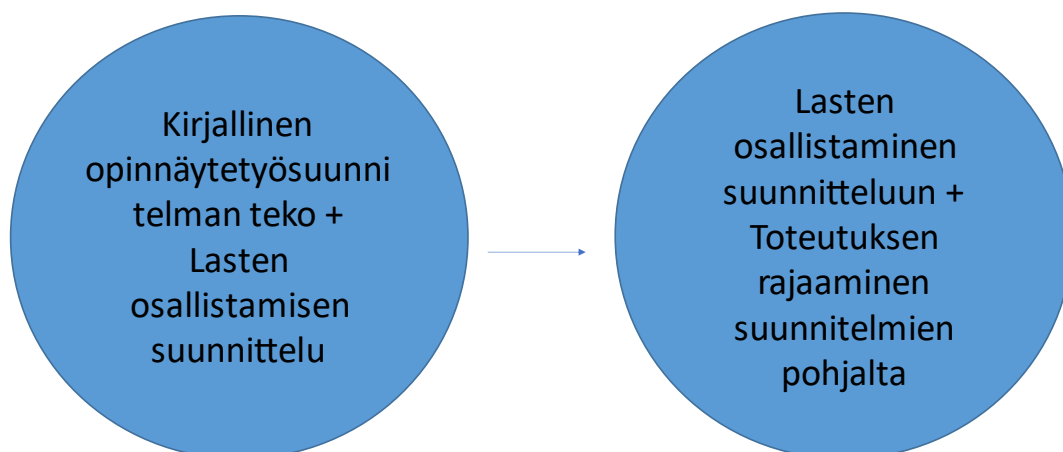 Kirjallinen
opinnäytetyösuunni
telman teko +
Lasten
osallistamisen
suunnittelu
Lasten
osallistaminen
suunnitteluun +
Toteutuksen
rajaaminen
suunnitelmien
pohjalta